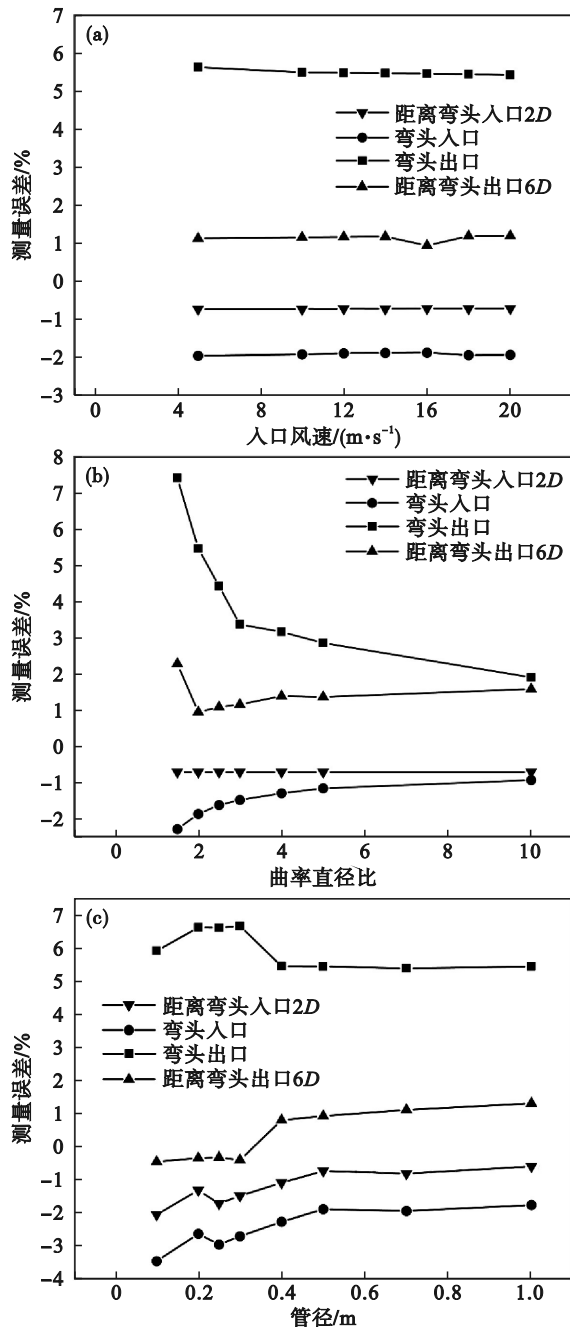 (a)
7
6
5
4
3
2
1
0
−1
−2
−3
测量误差/%
距离弯头入口2D
弯头入口
弯头出口
距离弯头出口6D
0 4 8 12 16 20
入口风速/(m·s⁻¹)
(b)
8
7
6
5
4
3
2
1
0
−1
−2
测量误差/%
距离弯头入口2D
弯头入口
弯头出口
距离弯头出口6D
0 2 4 6 8 10
曲率直径比
(c)
7
6
5
4
3
2
1
0
−1
−2
−3
−4
测量误差/%
距离弯头入口2D
弯头入口
弯头出口
距离弯头出口6D
0 0.2 0.4 0.6 0.8 1.0
管径/m